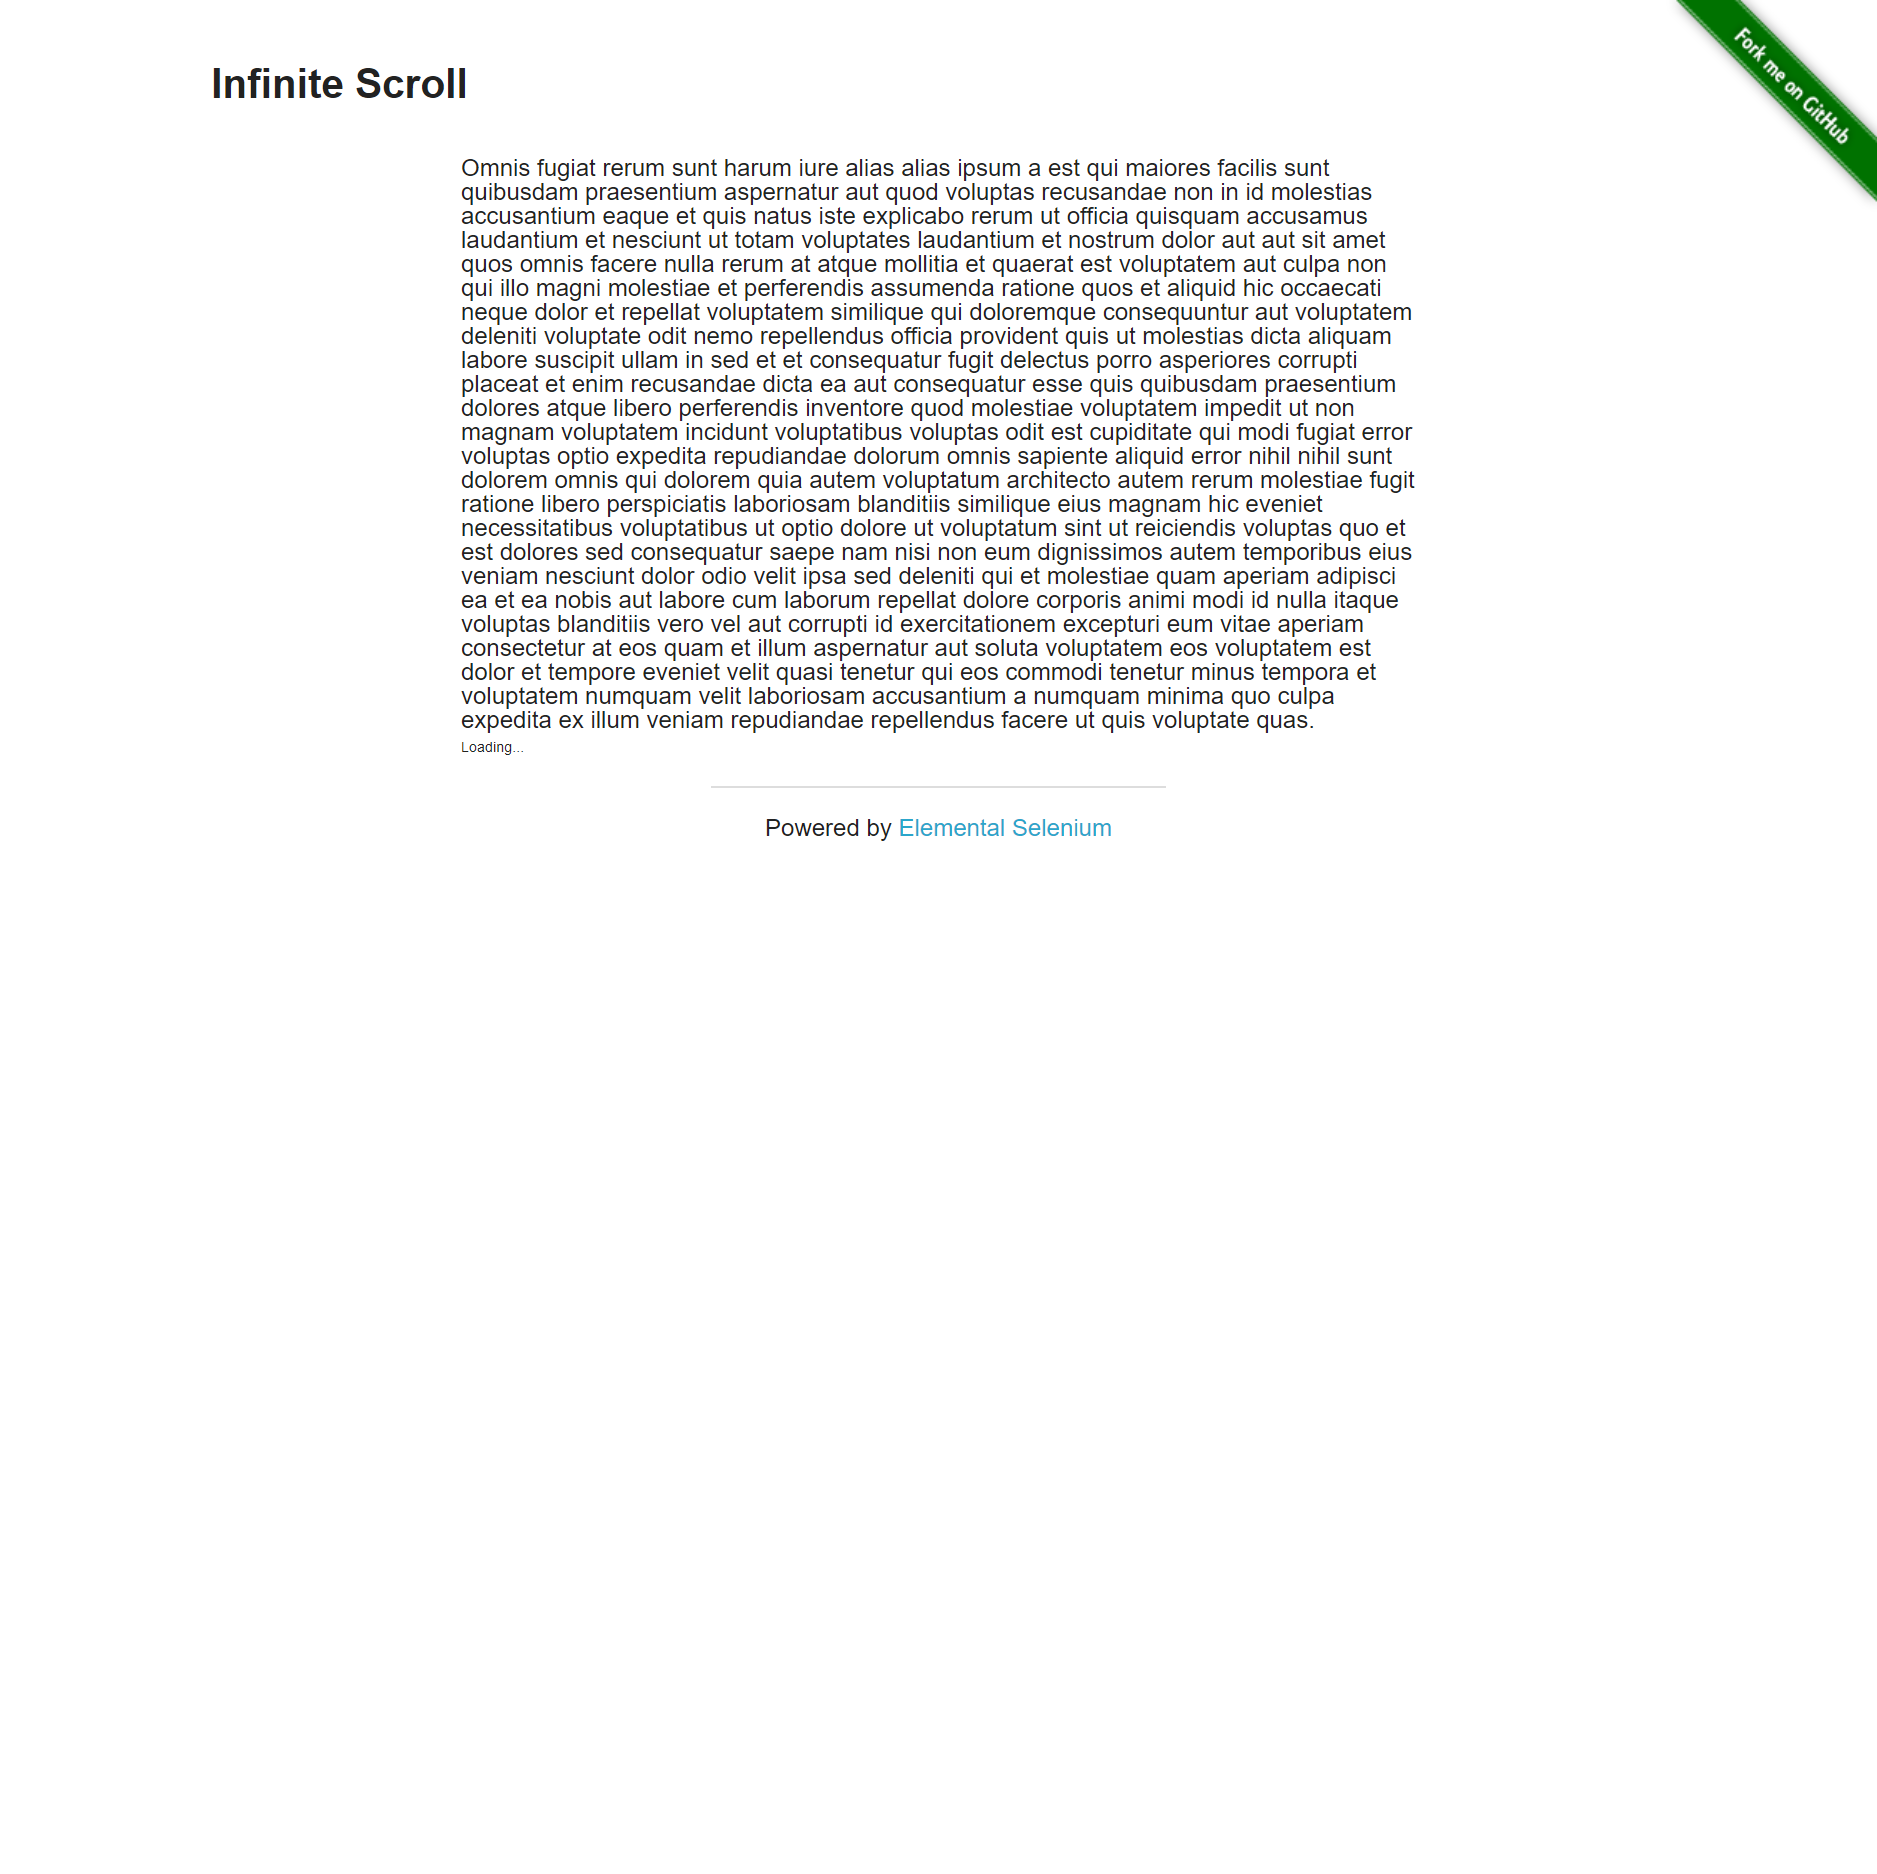 Fork me on GitHub
Infinite Scroll
Omnis fugiat rerum sunt harum iure alias alias ipsum a est qui maiores facilis sunt
quibusdam praesentium aspernatur aut quod voluptas recusandae non in id molestias
accusantium eaque et quis natus iste explicabo rerum ut officia quisquam accusamus
laudantium et nesciunt ut totam voluptates laudantium et nostrum dolor aut aut sit amet
quos omnis facere nulla rerum at atque mollitia et quaerat est voluptatem aut culpa non
qui illo magni molestiae et perferendis assumenda ratione quos et aliquid hic occaecati
neque dolor et repellat voluptatem similique qui doloremque consequuntur aut voluptatem
deleniti voluptate odit nemo repellendus officia provident quis ut molestias dicta aliquam
labore suscipit ullam in sed et et consequatur fugit delectus porro asperiores corrupti
placeat et enim recusandae dicta ea aut consequatur esse quis quibusdam praesentium
dolores atque libero perferendis inventore quod molestiae voluptatem impedit ut non
magnam voluptatem incidunt voluptatibus voluptas odit est cupiditate qui modi fugiat error
voluptas optio expedita repudiandae dolorum omnis sapiente aliquid error nihil nihil sunt
dolorem omnis qui dolorem quia autem voluptatum architecto autem rerum molestiae fugit
ratione libero perspiciatis laboriosam blanditiis similique eius magnam hic eveniet
necessitatibus voluptatibus ut optio dolore ut voluptatum sint ut reiciendis voluptas quo et
est dolores sed consequatur saepe nam nisi non eum dignissimos autem temporibus eius
veniam nesciunt dolor odio velit ipsa sed deleniti qui et molestiae quam aperiam adipisci
ea et ea nobis aut labore cum laborum repellat dolore corporis animi modi id nulla itaque
voluptas blanditiis vero vel aut corrupti id exercitationem excepturi eum vitae aperiam
consectetur at eos quam et illum aspernatur aut soluta voluptatem eos voluptatem est
dolor et tempore eveniet velit quasi tenetur qui eos commodi tenetur minus tempora et
voluptatem numquam velit laboriosam accusantium a numquam minima quo culpa
expedita ex illum veniam repudiandae repellendus facere ut quis voluptate quas.
Loading...
Powered by Elemental Selenium